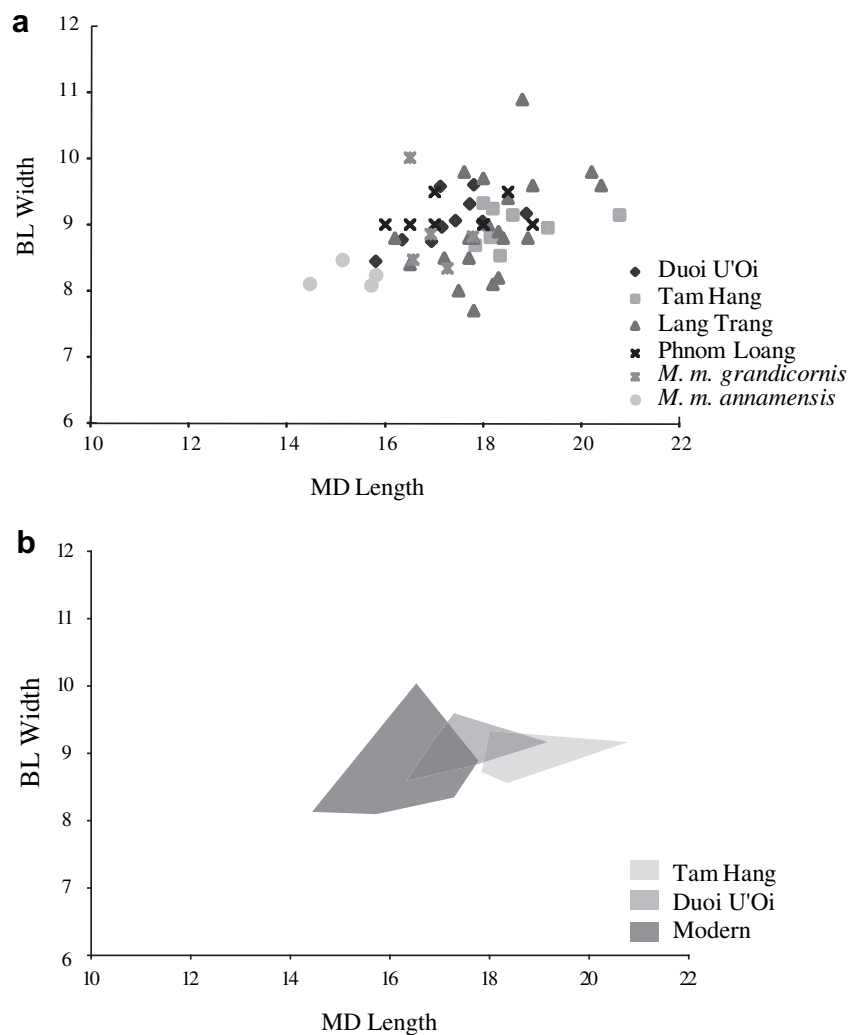 a
12
11
10
9
8
7
6
BL Width
10 12 14 16 18 20 22
MD Length
Duoi U'Oi
Tam Hang
Lang Trang
Phnom Loang
M. m. grandicornis
M. m. annamensis
b
12
11
10
9
8
7
6
BL Width
10 12 14 16 18 20 22
MD Length
Tam Hang
Duoi U'Oi
Modern